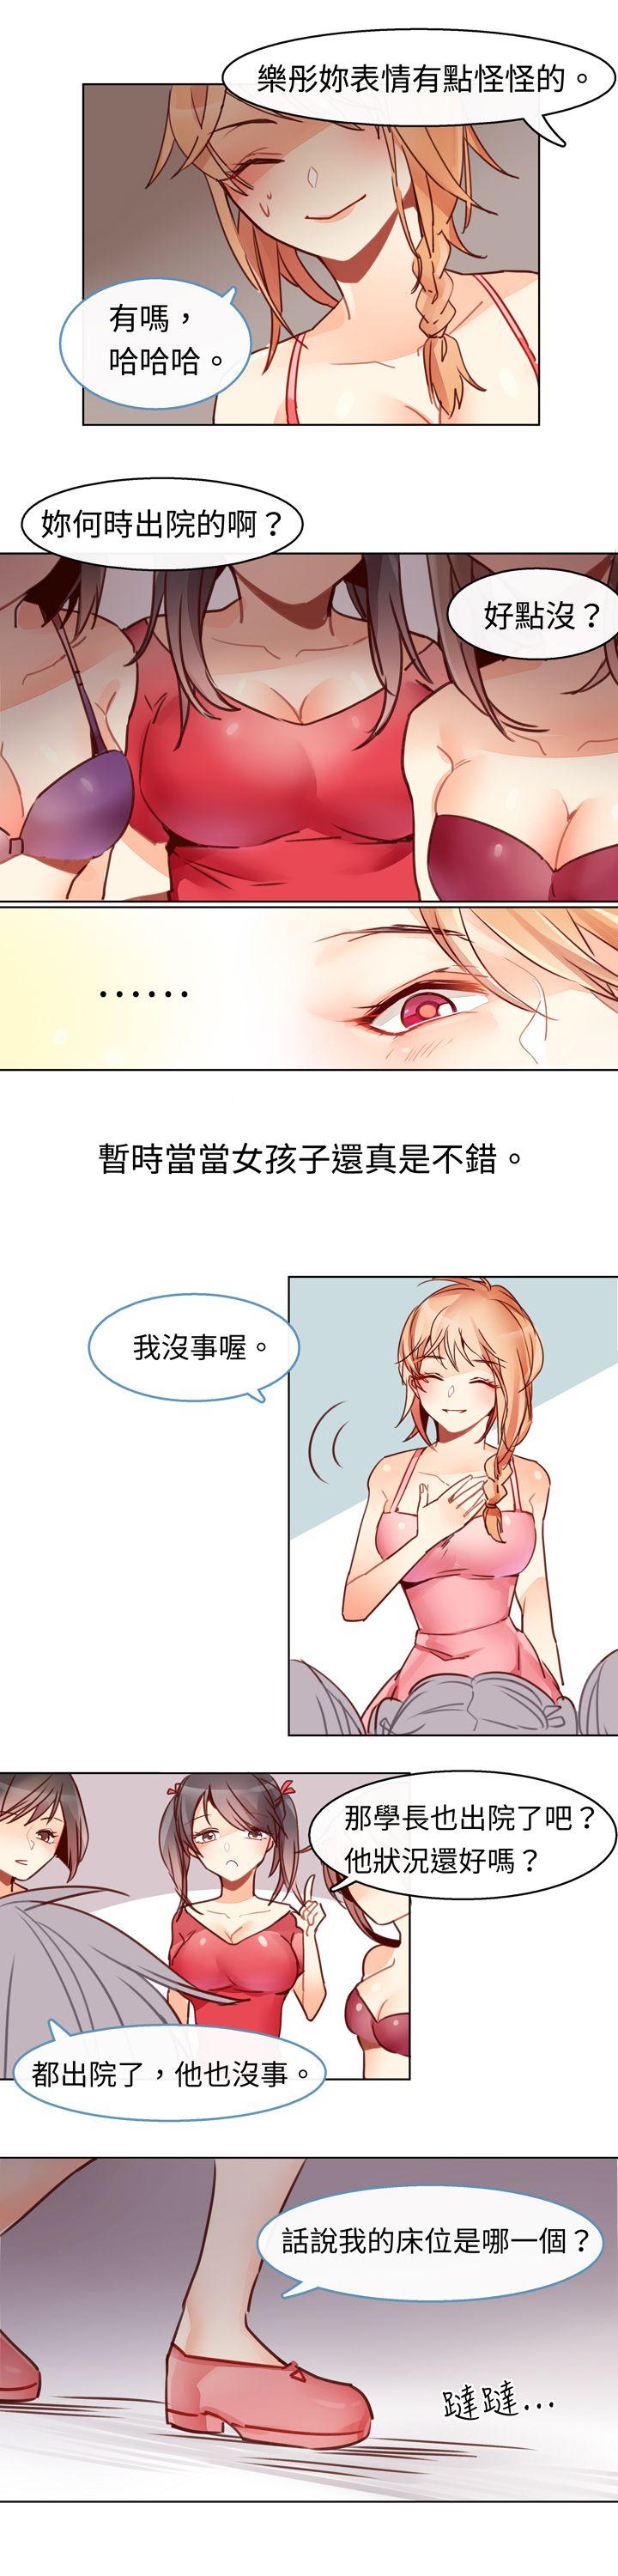 樂彤妳表情有點怪怪的。
有嗎，
哈哈哈。
妳何時出院的啊？
好點沒？
······
暫時當當女孩子還真是不錯。
我沒事喔。
那學長也出院了吧？
他狀況還好嗎？
都出院了，他也沒事。
話說我的床位是哪一個？
躂躂...